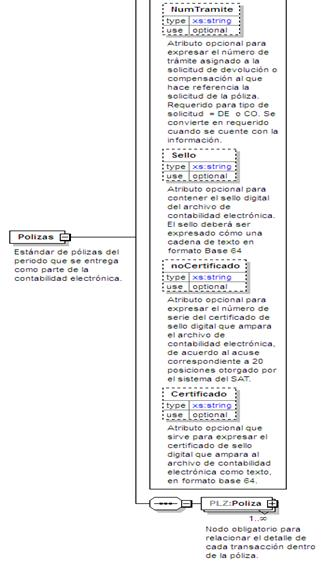 NumTramite
type xs:string
use optional
Atributo opcional para
expresar el número de
trámite asignado a la
solicitud de devolución o
compensación al que
hace referencia la
solicitud de la póliza.
Requerido para tipo de
solicitud = DE o CO. Se
convierte en requerido
cuando se cuente con la
información.
Sello
type xs:string
use optional
Atributo opcional para
contener el sello digital
del archivo de
contabilidad electrónica.
El sello deberá ser
expresado cómo una
cadena de texto en
formato Base 64
Polizas
Estándar de pólizas del
periodo que se entrega
como parte de la
contabilidad electrónica.
noCertificado
type xs:string
use optional
Atributo opcional para
expresar el número de
serie del certificado de
sello digital que ampara
el archivo de
contabilidad electrónica,
de acuerdo al acuse
correspondiente a 20
posiciones otorgado por
el sistema del SAT.
Certificado
type xs:string
use optional
Atributo opcional que
sirve para expresar el
certificado de sello
digital que ampara al
archivo de contabilidad
electrónica como texto,
en formato base 64.
PLZ:Poliza
1..∞
Nodo obligatorio para
relacionar el detalle de
cada transacción dentro
de la póliza.